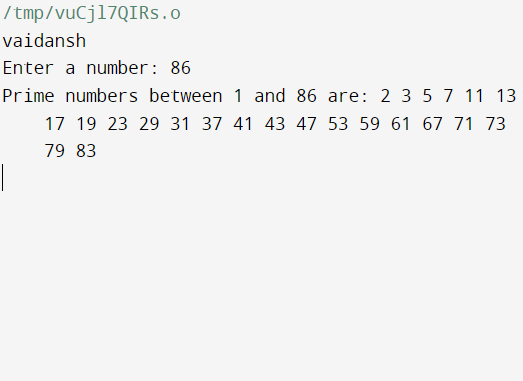 /tmp/vuCjl7QIRs.o
vaidansh
Enter a number: 86
Prime numbers between 1 and 86 are: 2 3 5 7 11 13
17 19 23 29 31 37 41 43 47 53 59 61 67 71 73
79 83